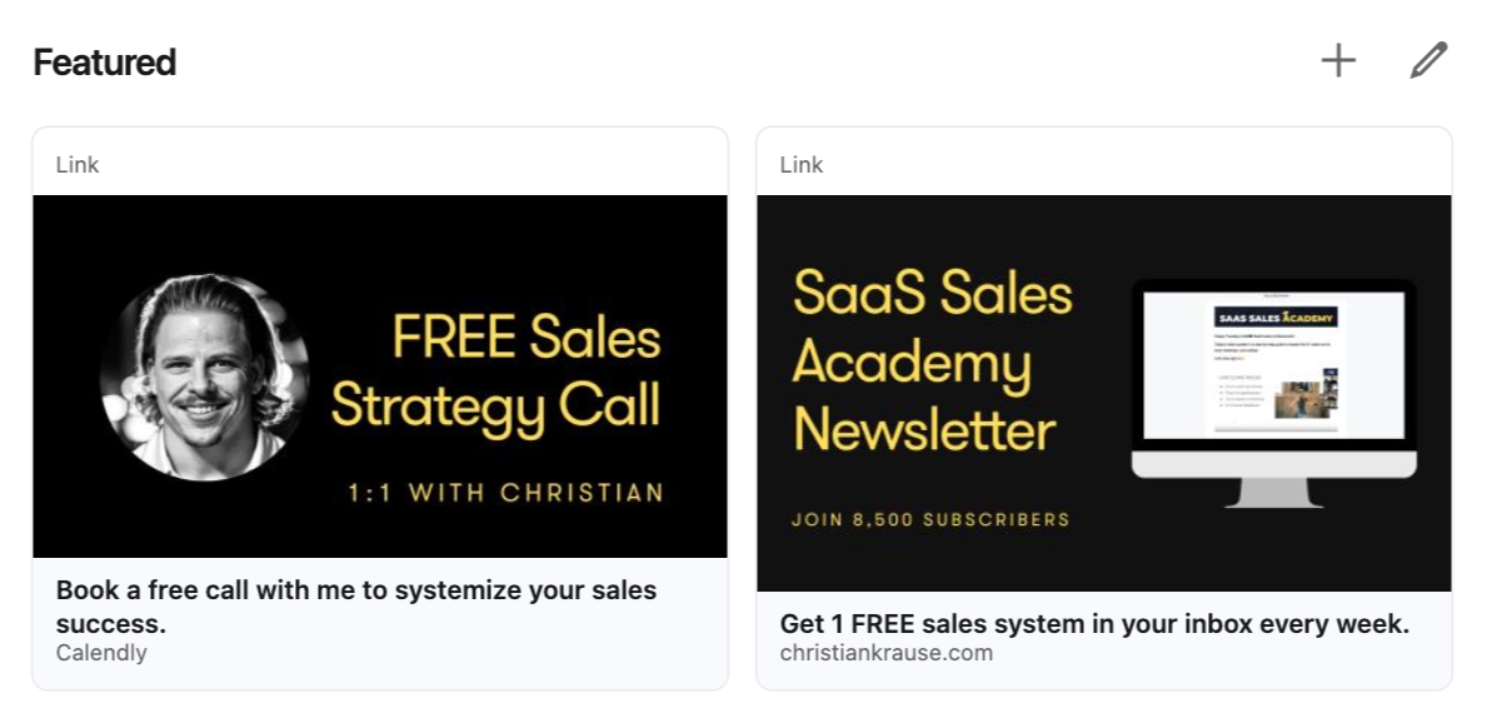 Featured
Link
FREE Sales
Strategy Call
1:1 WITH CHRISTIAN
Book a free call with me to systemize your sales
success.
Calendly
Link
SaaS Sales
Academy
Newsletter
JOIN 8,500 SUBSCRIBERS
SAAS SALES ACADEMY
Get 1 FREE sales system in your inbox every week.
christiankrause.com